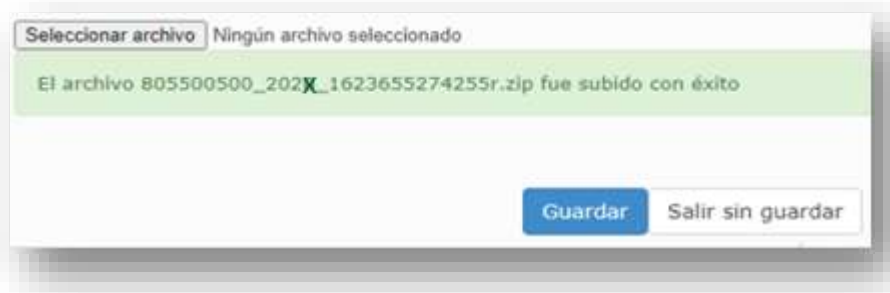 Seleccionar archivo Ningún archivo seleccionado
El archivo 805500500_202X_1623655274255r.zip fue subido con éxito
Guardar Salir sin guardar